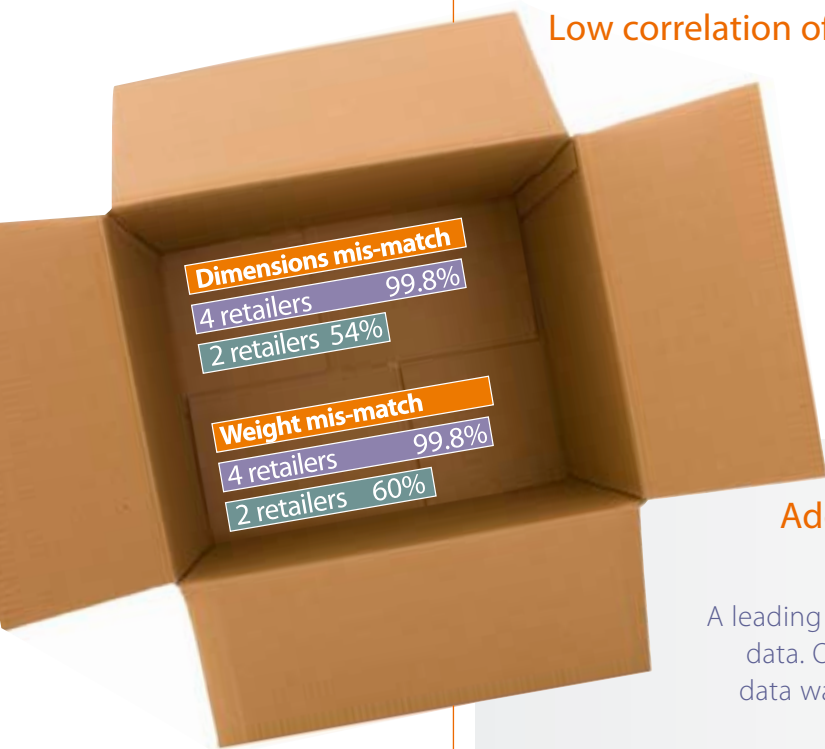 Low correlation of
Dimensions mis-match
4 retailers 99.8%
2 retailers 54%
Weight mis-match
4 retailers 99.8%
2 retailers 60%
Ad
A leading
data. C
data wa